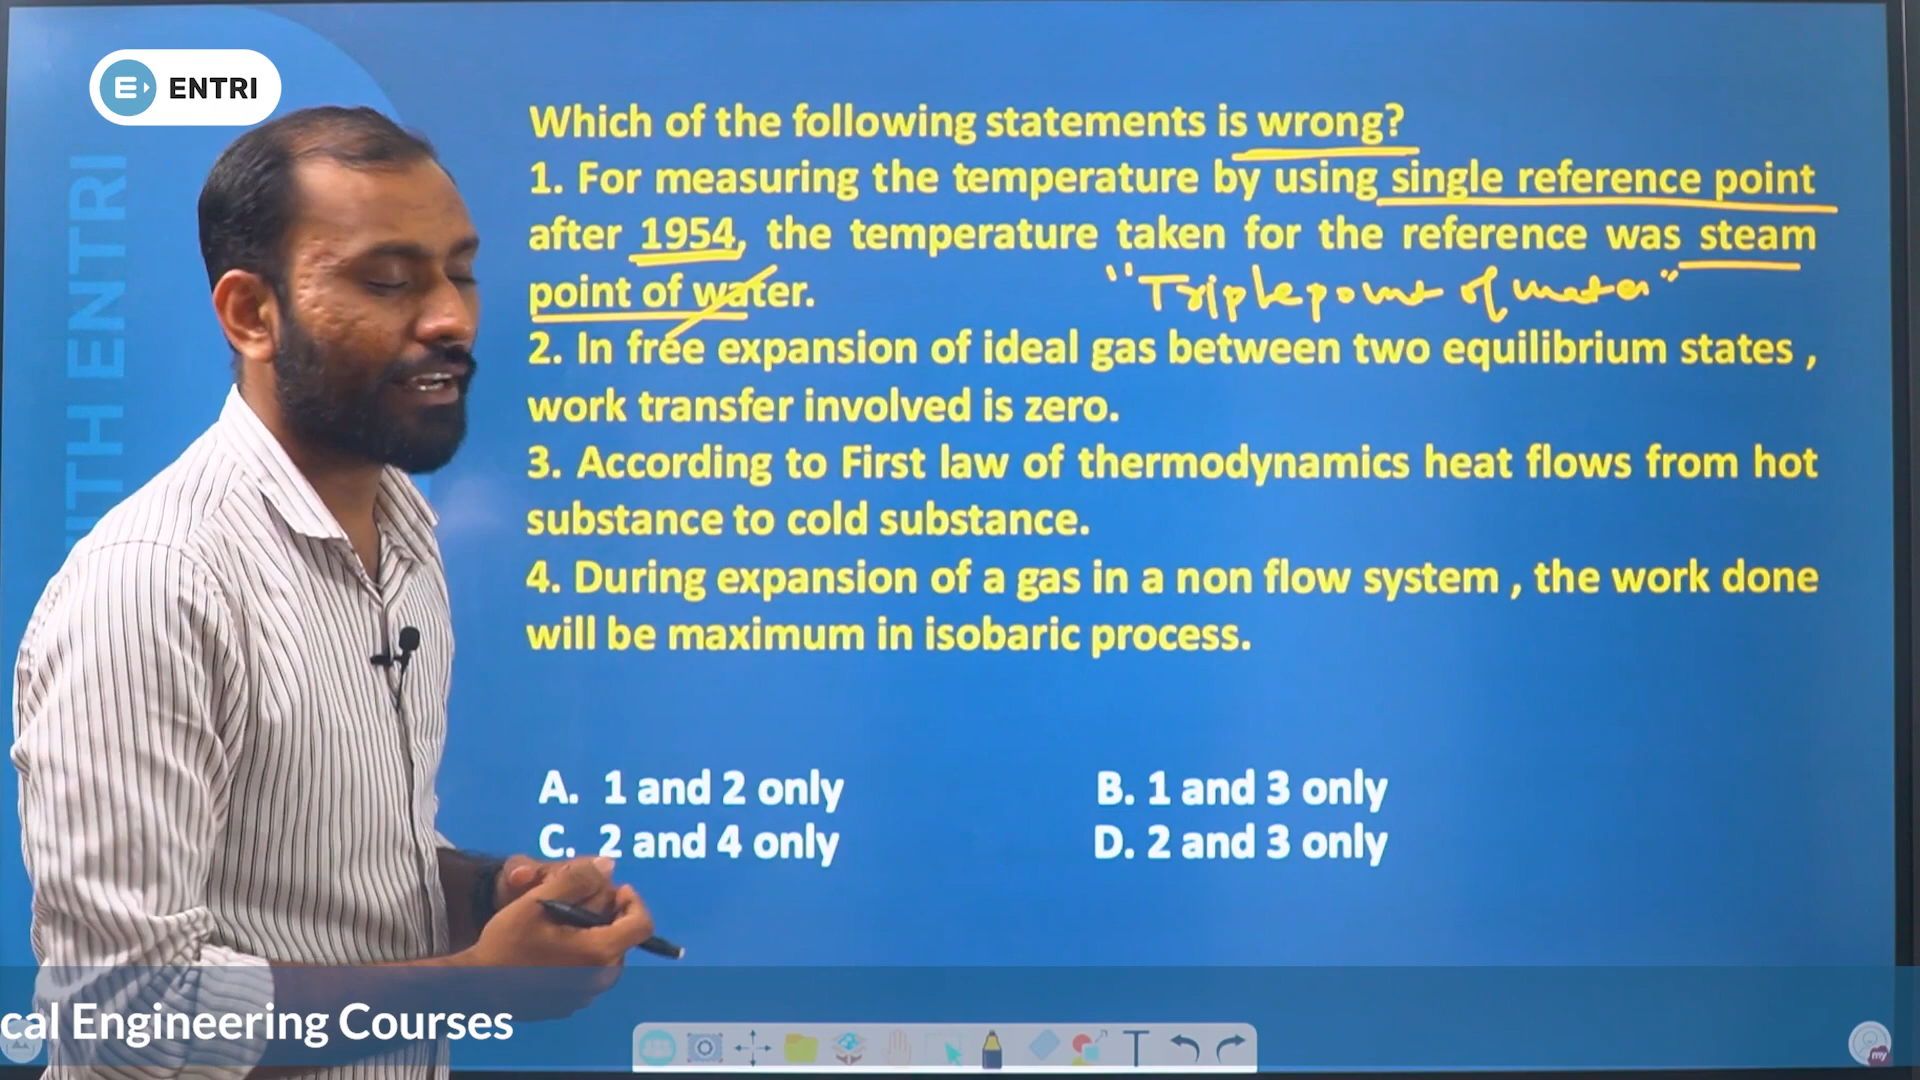 ENTRI
ITH ENTRI
Which of the following statements is wrong?
1. For measuring the temperature by using single reference point
after 1954, the temperature taken for the reference was steam
point of water.
"Triple point of water"
2. In free expansion of ideal gas between two equilibrium states ,
work transfer involved is zero.
3. According to First law of thermodynamics heat flows from hot
substance to cold substance.
4. During expansion of a gas in a non flow system , the work done
will be maximum in isobaric process.
A. 1 and 2 only
B. 1 and 3 only
C. 2 and 4 only
D. 2 and 3 only
cal Engineering Courses
my